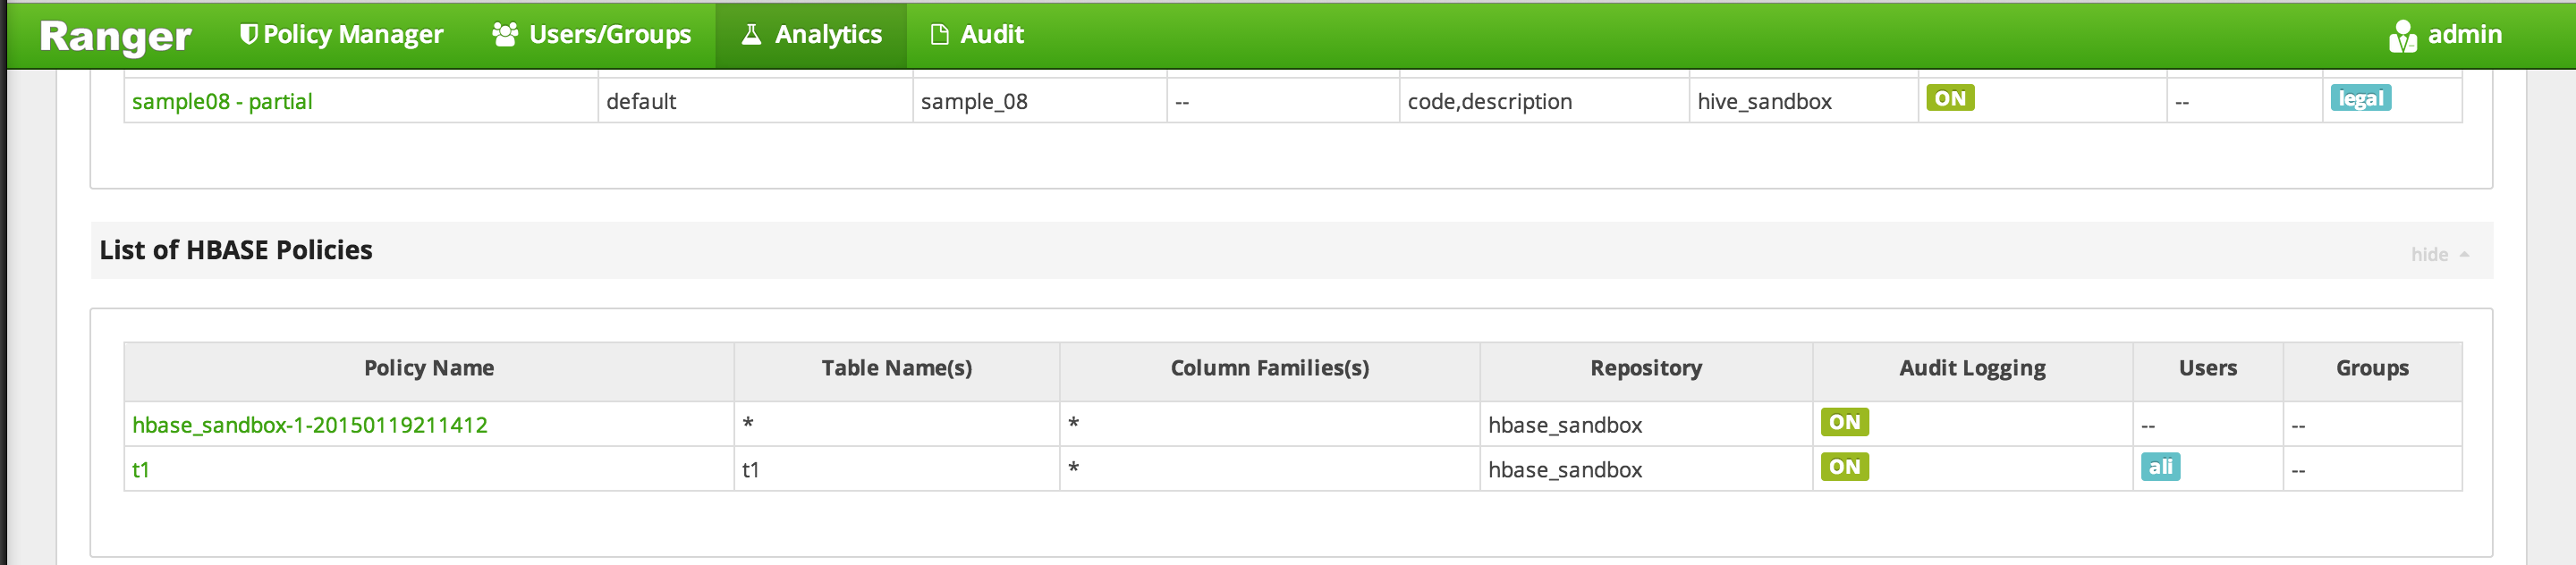 Ranger Policy Manager Users/Groups Analytics Audit admin
sample08 - partial default sample_08 -- code,description hive_sandbox ON -- legal
List of HBASE Policies hide
Policy Name Table Name(s) Column Families(s) Repository Audit Logging Users Groups
hbase_sandbox-1-20150119211412 * * hbase_sandbox ON -- --
t1 t1 * hbase_sandbox ON ali --